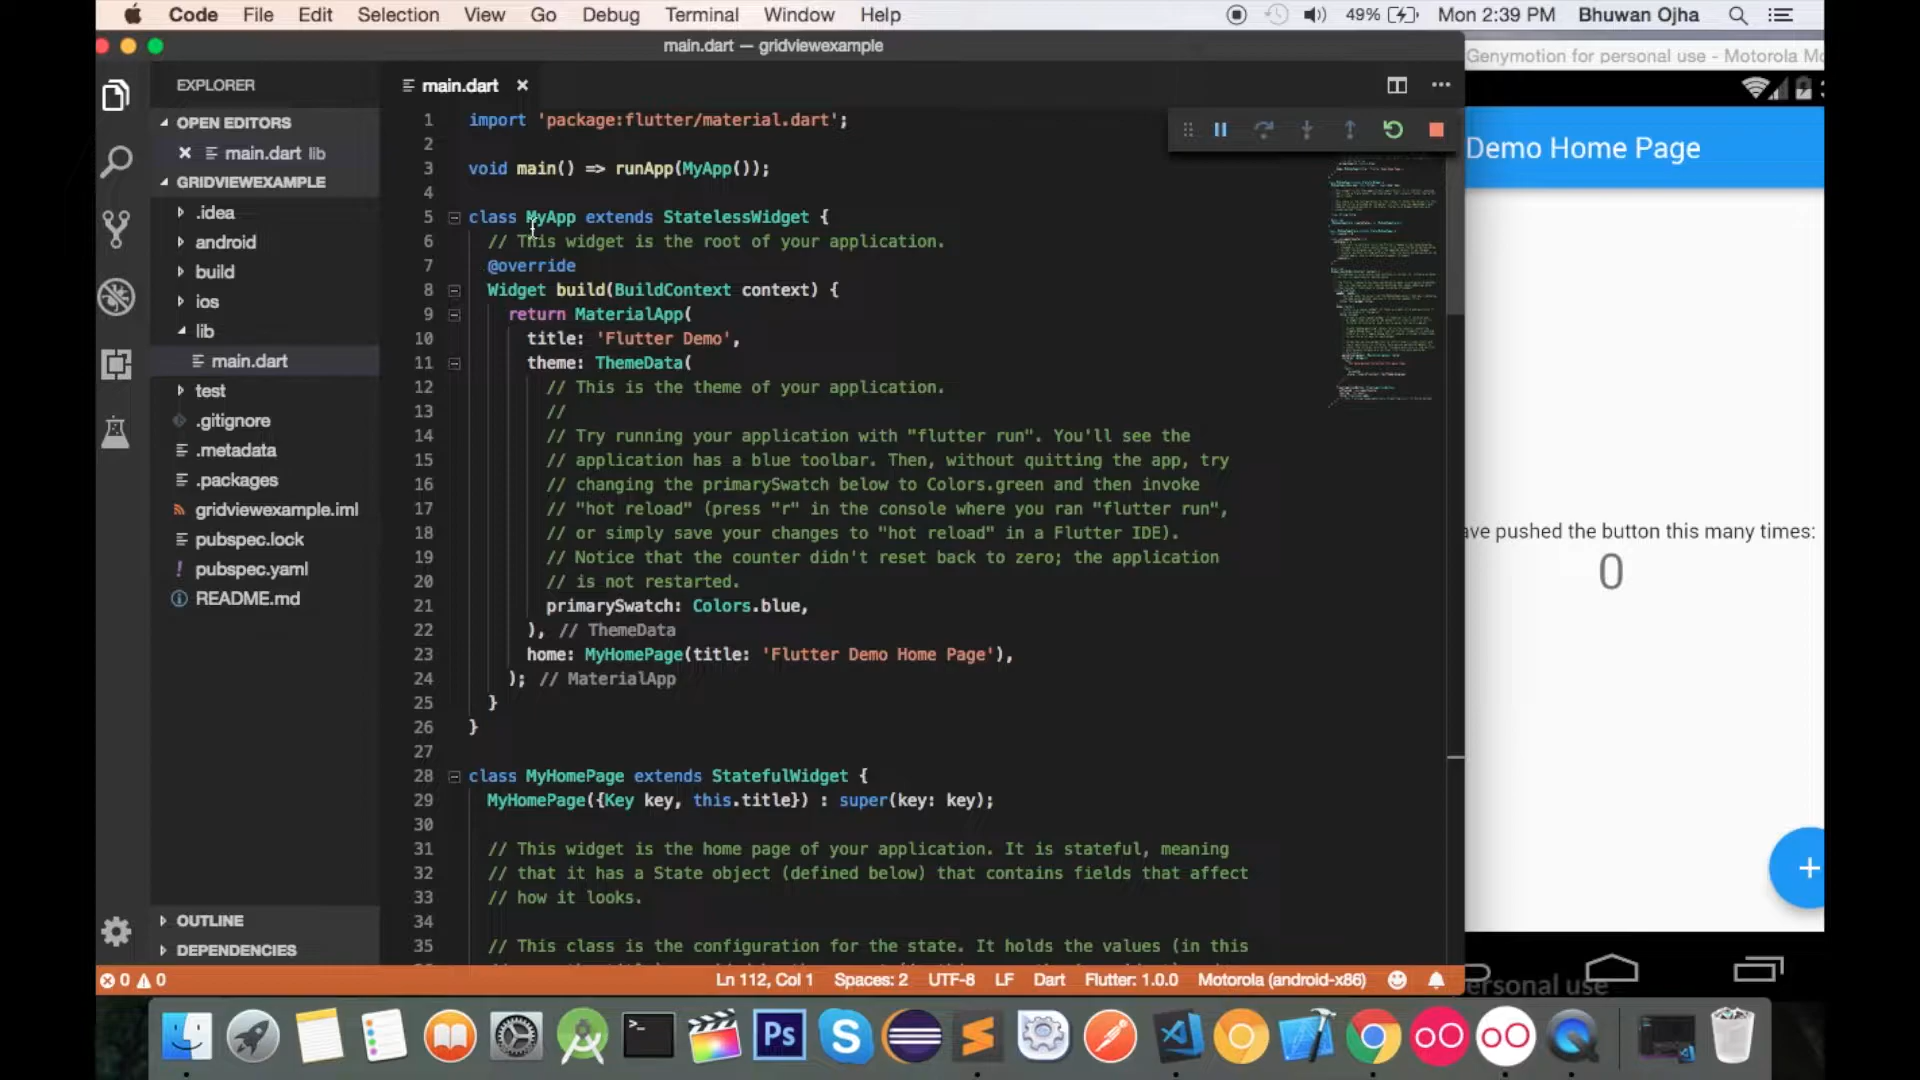 Code File Edit Selection View Go Debug Terminal Window Help 49% Mon 2:39 PM Bhuwan Ojha
main.dart — gridviewexample
Genymotion for personal use - Motorola Mo
EXPLORER
OPEN EDITORS
main.dart lib
GRIDVIEWEXAMPLE
.idea
android
build
ios
lib
main.dart
test
.gitignore
.metadata
.packages
gridviewexample.iml
pubspec.lock
pubspec.yaml
README.md
OUTLINE
DEPENDENCIES
main.dart
1 import 'package:flutter/material.dart';
2
3 void main() => runApp(MyApp());
4
5 class MyApp extends StatelessWidget {
6 // This widget is the root of your application.
7 @override
8 Widget build(BuildContext context) {
9 return MaterialApp(
10 title: 'Flutter Demo',
11 theme: ThemeData(
12 // This is the theme of your application.
13 //
14 // Try running your application with "flutter run". You'll see the
15 // application has a blue toolbar. Then, without quitting the app, try
16 // changing the primarySwatch below to Colors.green and then invoke
17 // "hot reload" (press "r" in the console where you ran "flutter run",
18 // or simply save your changes to "hot reload" in a Flutter IDE).
19 // Notice that the counter didn't reset back to zero; the application
20 // is not restarted.
21 primarySwatch: Colors.blue,
22 ), // ThemeData
23 home: MyHomePage(title: 'Flutter Demo Home Page'),
24 ); // MaterialApp
25 }
26 }
27
28 class MyHomePage extends StatefulWidget {
29 MyHomePage({Key key, this.title}) : super(key: key);
30
31 // This widget is the home page of your application. It is stateful, meaning
32 // that it has a State object (defined below) that contains fields that affect
33 // how it looks.
34
35 // This class is the configuration for the state. It holds the values (in this
Demo Home Page
ave pushed the button this many times:
0
+
0 0 Ln 112, Col 1 Spaces: 2 UTF-8 LF Dart Flutter: 1.0.0 Motorola (android-x86)
ersonal use
Ps